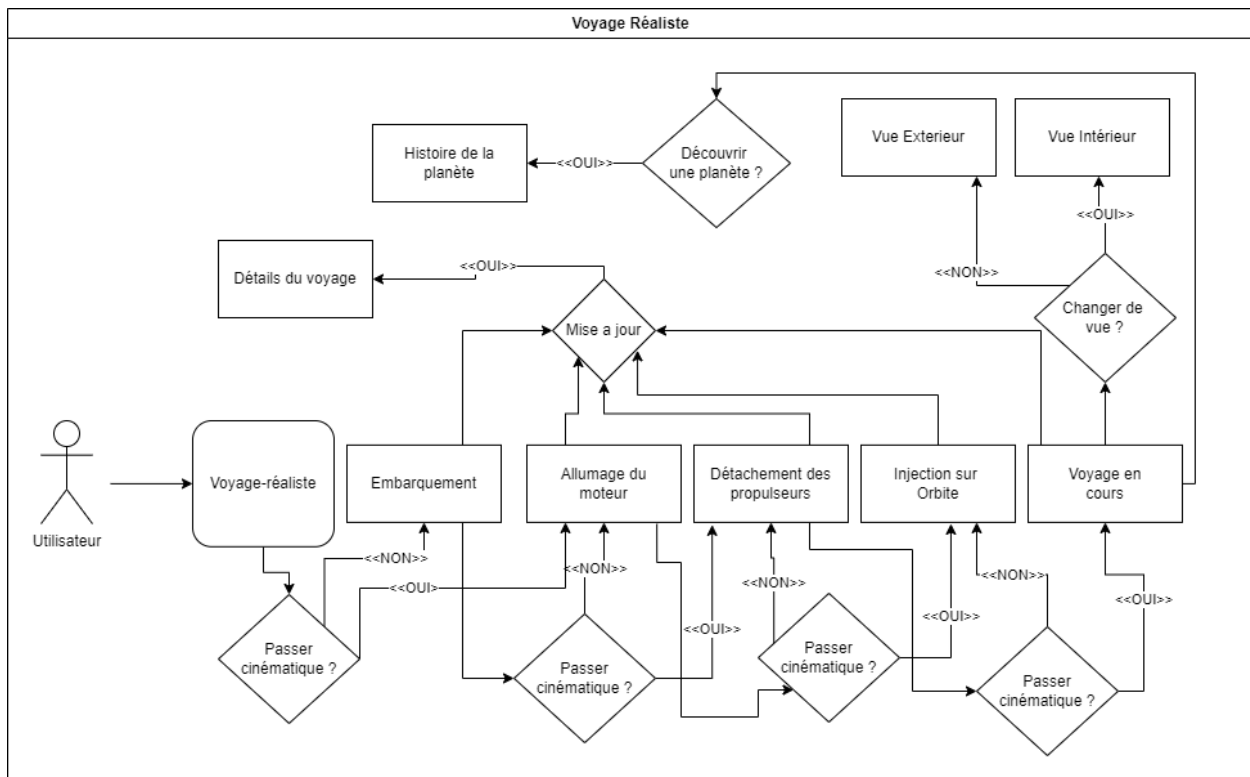 Voyage Réaliste
Histoire de la
planète
<<OUI>>
Découvrir
une planète ?
Vue Exterieur
Vue Intérieur
<<OUI>>
<<NON>>
Détails du voyage
<<OUI>>
Mise a jour
Changer de
vue ?
Utilisateur
Voyage-réaliste
Embarquement
Allumage du
moteur
Détachement des
propulseurs
Injection sur
Orbite
Voyage en
cours
<<NON>>
<<OUI>
<<NON>>
<<OUI>>
<<NON>>
<<OUI>>
<<NON>>
<<OUI>>
Passer
cinématique ?
Passer
cinématique ?
Passer
cinématique ?
Passer
cinématique ?